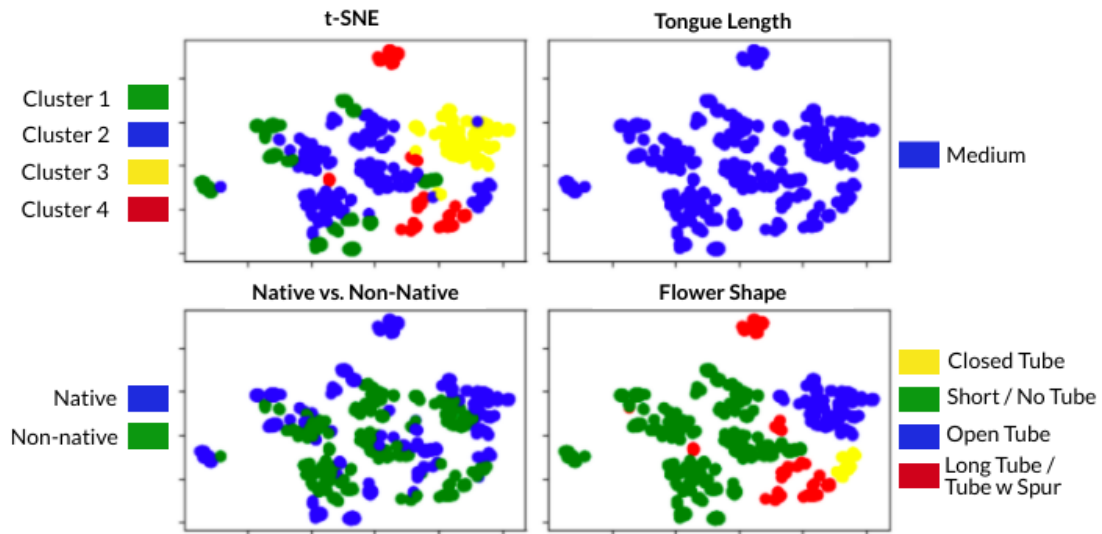 t-SNE
Tongue Length
Cluster 1
Cluster 2
Cluster 3
Cluster 4
Medium
Native vs. Non-Native
Flower Shape
Native
Non-native
Closed Tube
Short / No Tube
Open Tube
Long Tube /
Tube w Spur